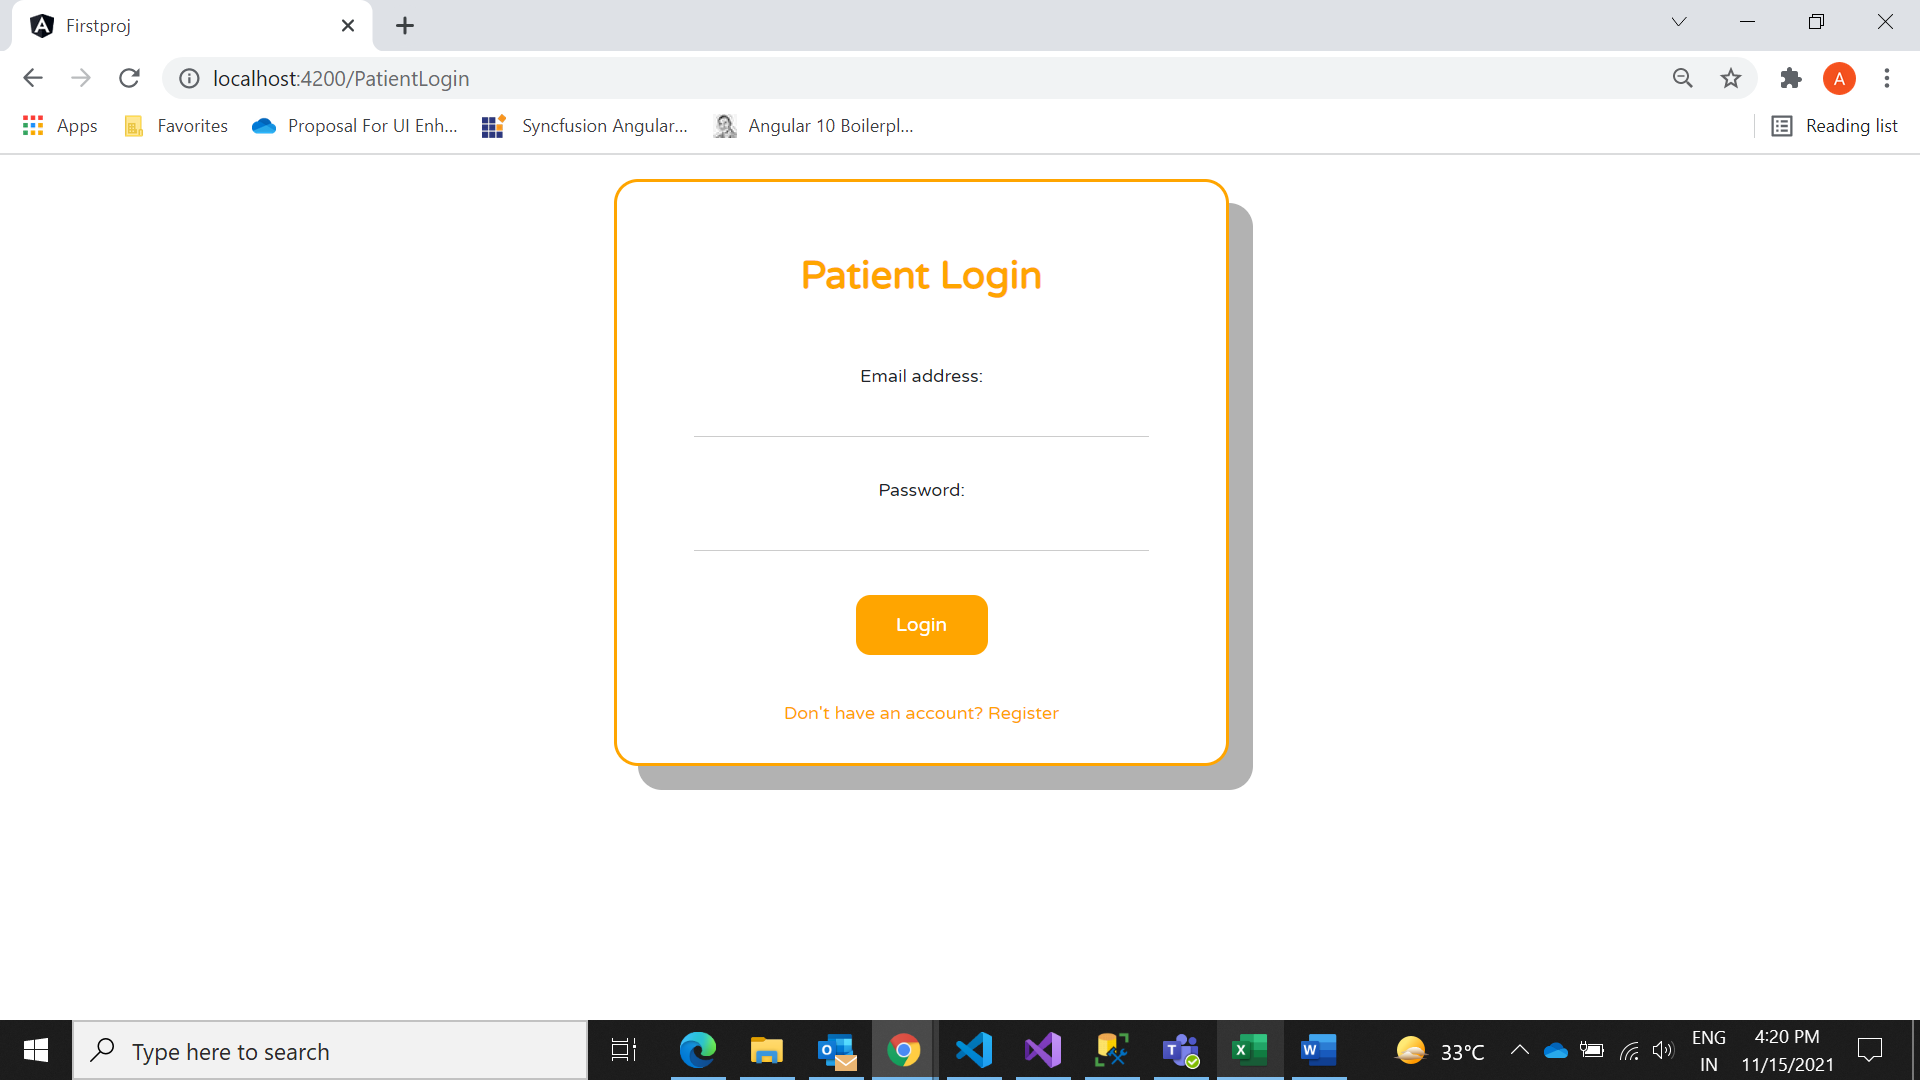 Firstproj
localhost:4200/PatientLogin
A
Apps
Favorites
Proposal For UI Enh...
Syncfusion Angular...
Angular 10 Boilerpl...
Reading list
Patient Login
Email address:
Password:
Login
Don't have an account? Register
Type here to search
33°C
ENG
IN
4:20 PM
11/15/2021